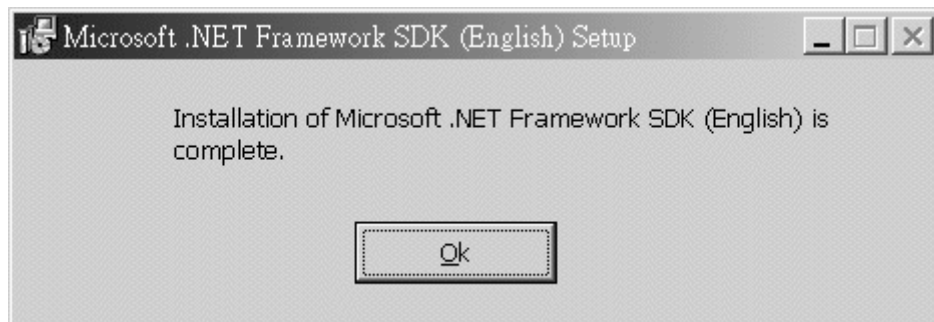 Microsoft .NET Framework SDK (English) Setup
Installation of Microsoft .NET Framework SDK (English) is
complete.
Ok